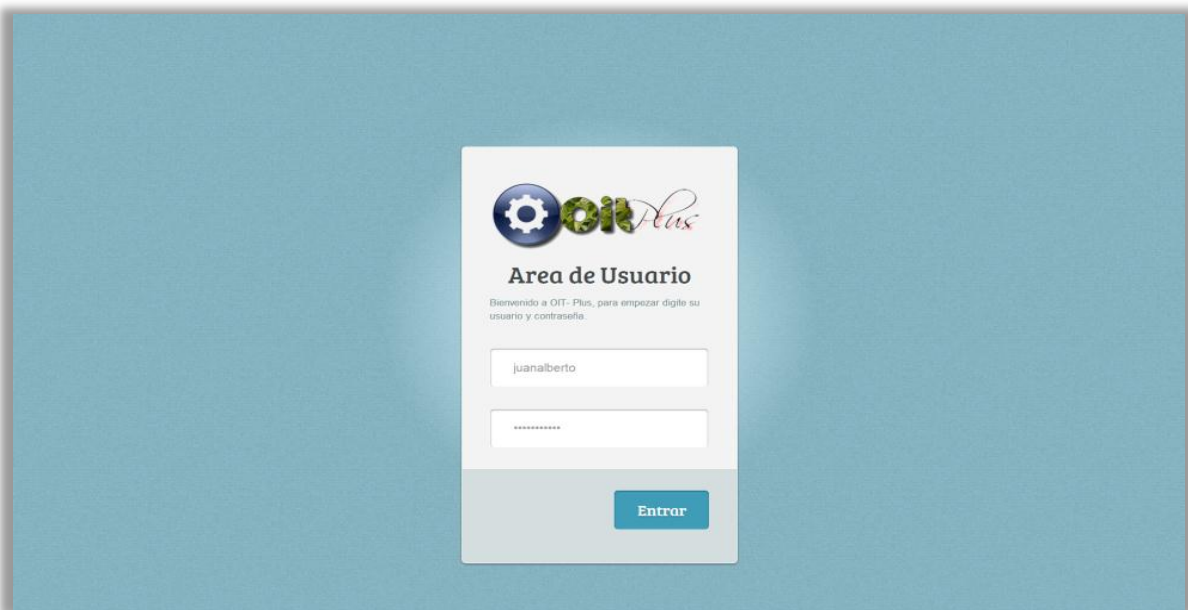 Oit Plus
Area de Usuario
Bienvenido a OIT- Plus, para empezar digite su
usuario y contraseña.
juanalberto
•••••••••••
Entrar